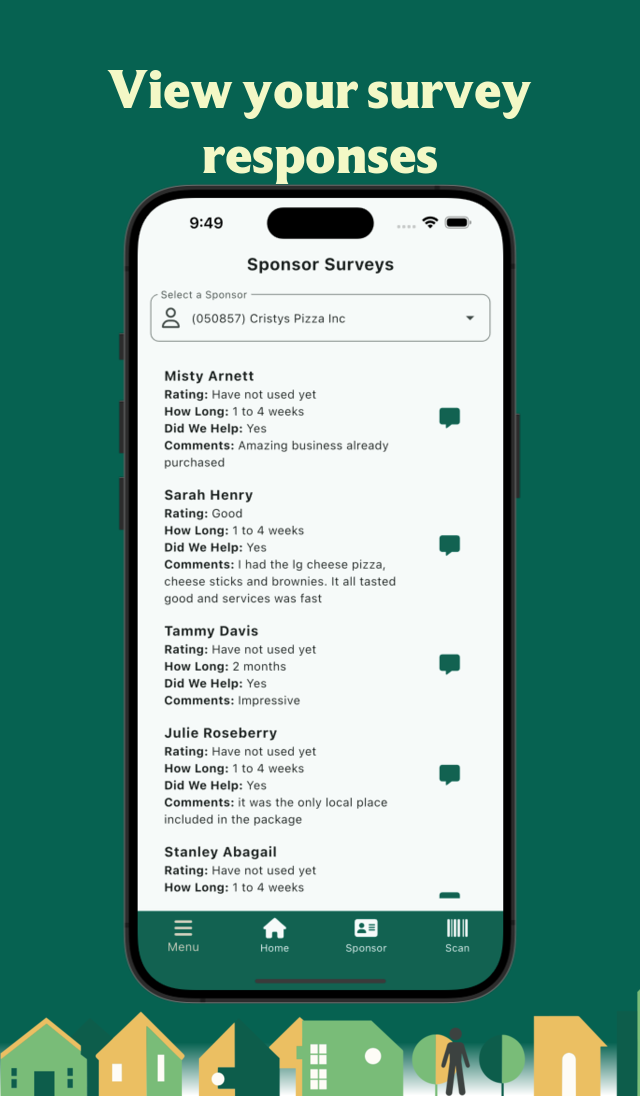 View your survey
responses
9:49
Sponsor Surveys
Select a Sponsor
(050857) Cristys Pizza Inc
Misty Arnett
Rating: Have not used yet
How Long: 1 to 4 weeks
Did We Help: Yes
Comments: Amazing business already
purchased
Sarah Henry
Rating: Good
How Long: 1 to 4 weeks
Did We Help: Yes
Comments: I had the lg cheese pizza,
cheese sticks and brownies. It all tasted
good and services was fast
Tammy Davis
Rating: Have not used yet
How Long: 2 months
Did We Help: Yes
Comments: Impressive
Julie Roseberry
Rating: Have not used yet
How Long: 1 to 4 weeks
Did We Help: Yes
Comments: it was the only local place
included in the package
Stanley Abagail
Rating: Have not used yet
How Long: 1 to 4 weeks
Menu Home Sponsor Scan